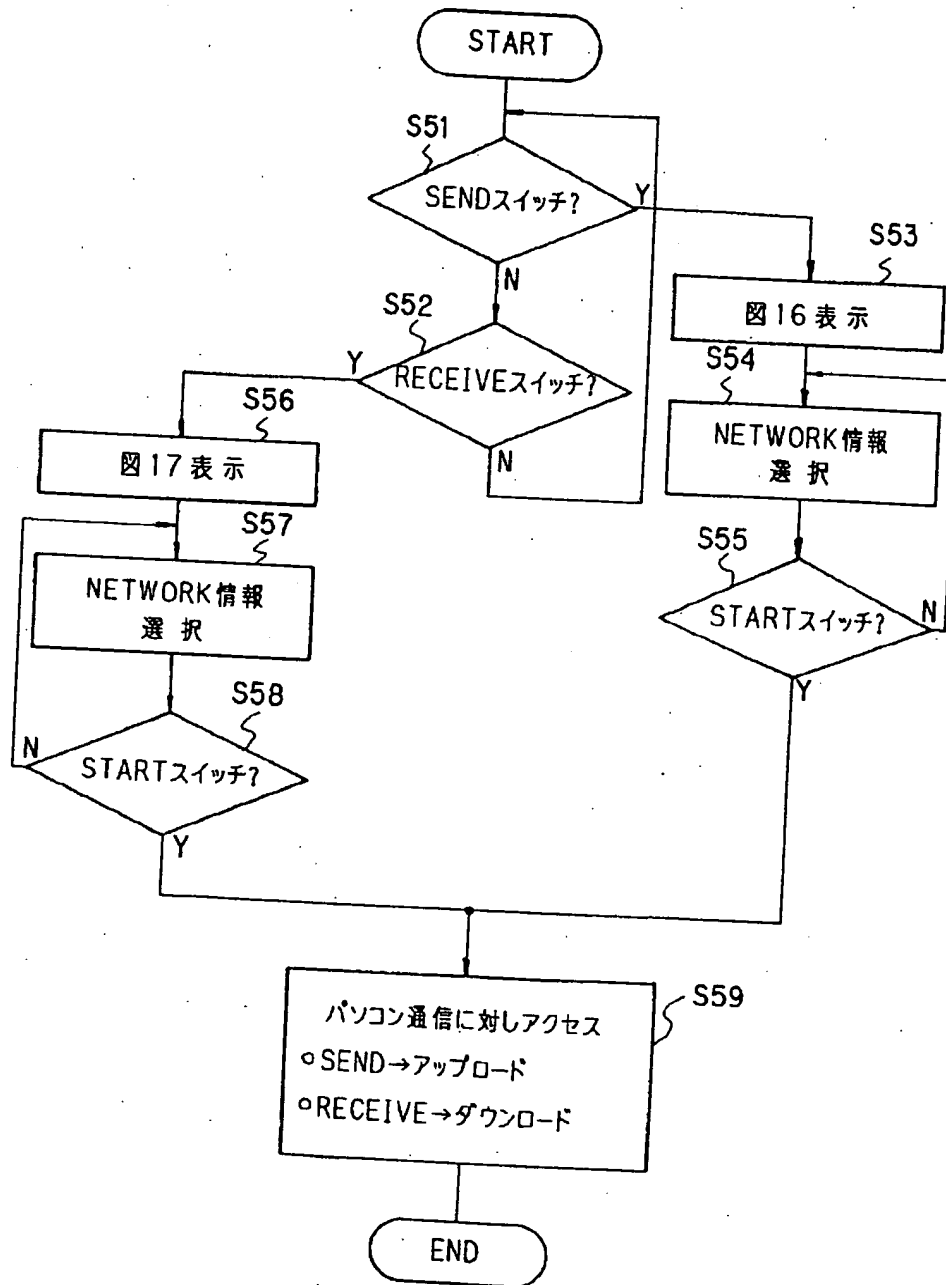 START
S51
SENDスイッチ?
Y
S53
N
図16表示
S52
S54
Y
RECEIVEスイッチ?
S56
NETWORK情報
選択
図17表示
N
S57
S55
NETWORK情報
選択
STARTスイッチ?
N
Y
S58
N
STARTスイッチ?
Y
パソコン通信に対しアクセス
S59
○SEND→アップロード
○RECEIVE→ダウンロード
END